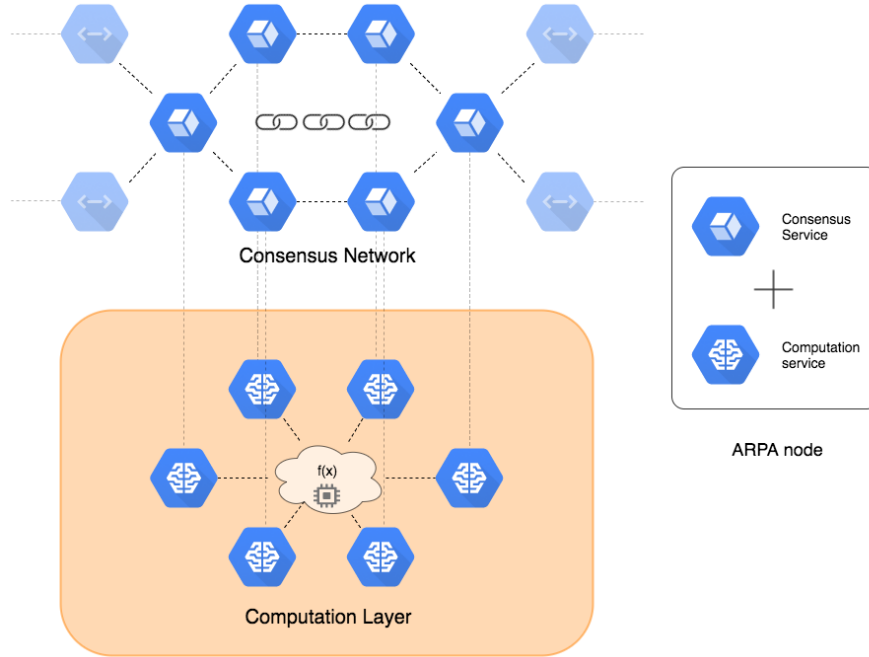 Consensus Network
Consensus
Service
Computation
service
ARPA node
f(x)
Computation Layer